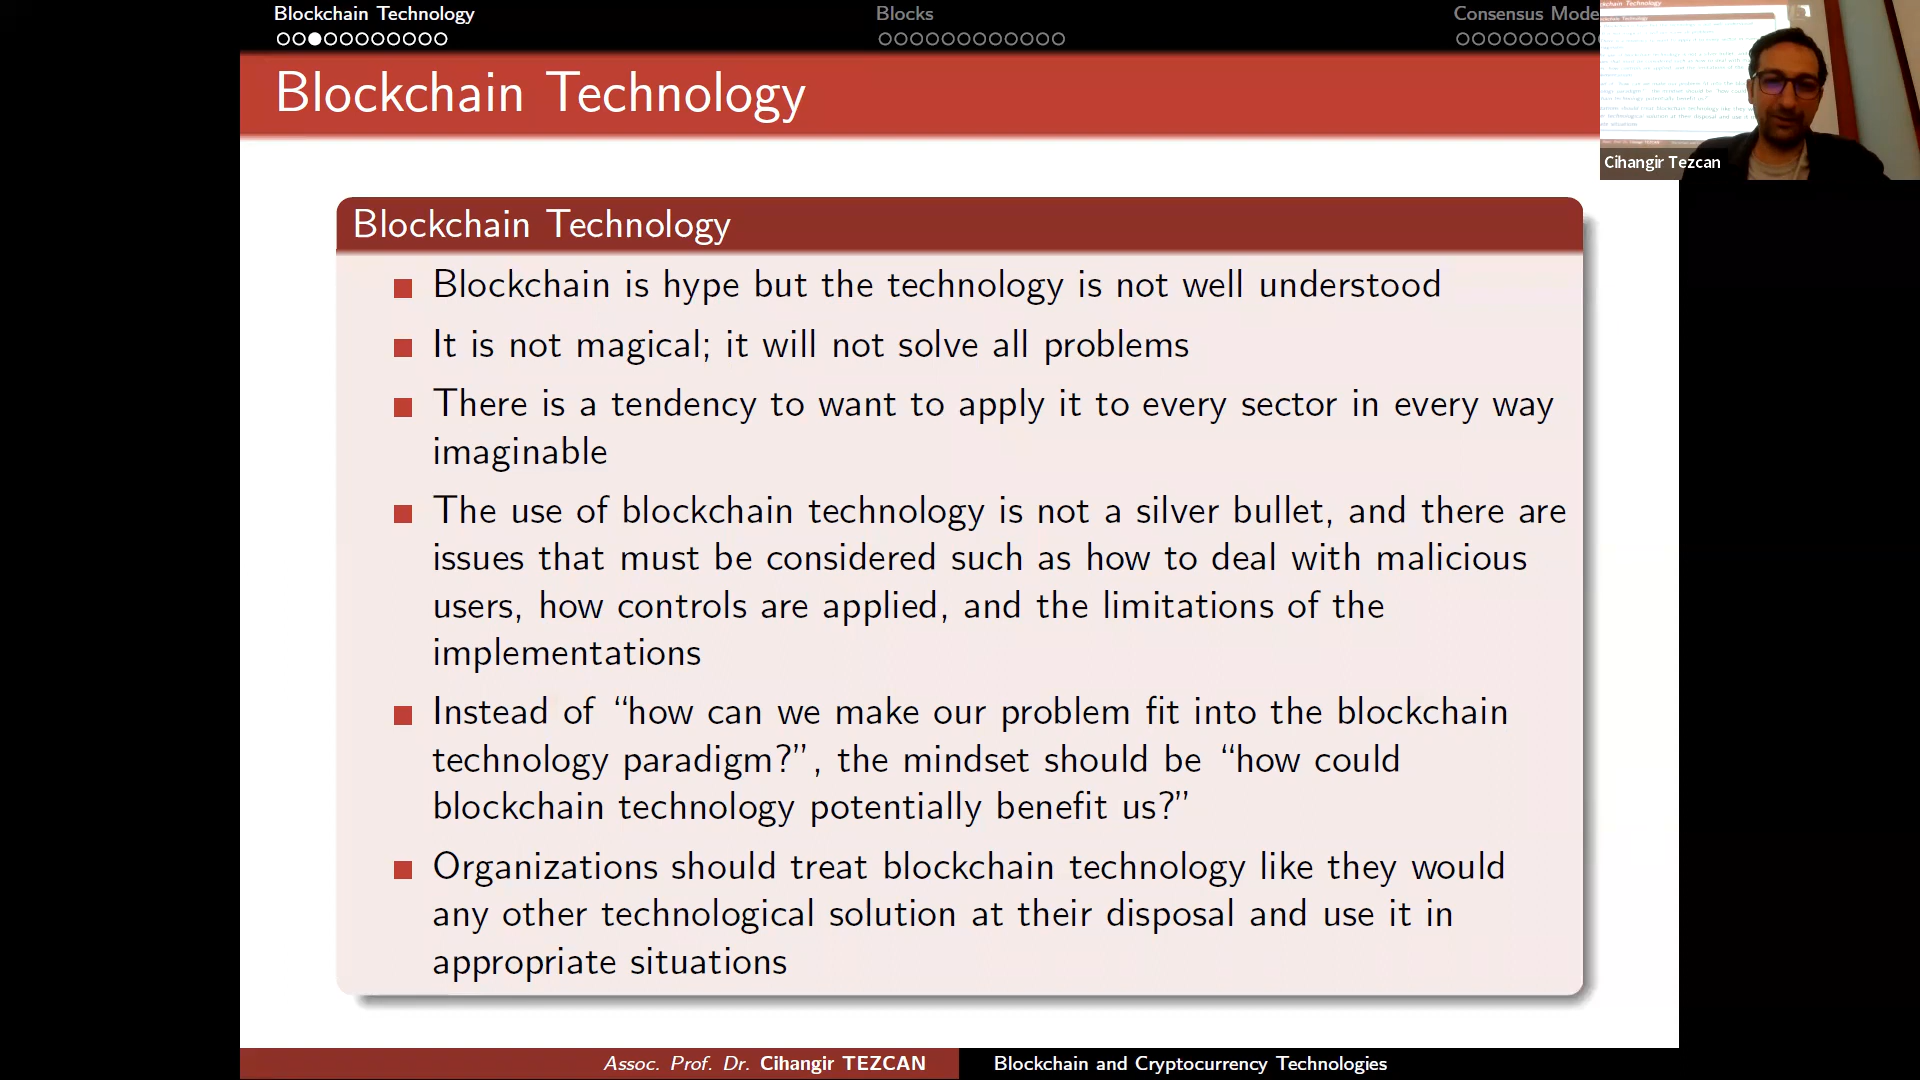 Blockchain Technology
Blocks
Consensus Mode
Blockchain Technology
Cihangir Tezcan
Blockchain Technology
Blockchain is hype but the technology is not well understood
It is not magical; it will not solve all problems
There is a tendency to want to apply it to every sector in every way
imaginable
The use of blockchain technology is not a silver bullet, and there are
issues that must be considered such as how to deal with malicious
users, how controls are applied, and the limitations of the
implementations
Instead of “how can we make our problem fit into the blockchain
technology paradigm?”, the mindset should be “how could
blockchain technology potentially benefit us?”
Organizations should treat blockchain technology like they would
any other technological solution at their disposal and use it in
appropriate situations
Assoc. Prof. Dr. Cihangir TEZCAN
Blockchain and Cryptocurrency Technologies